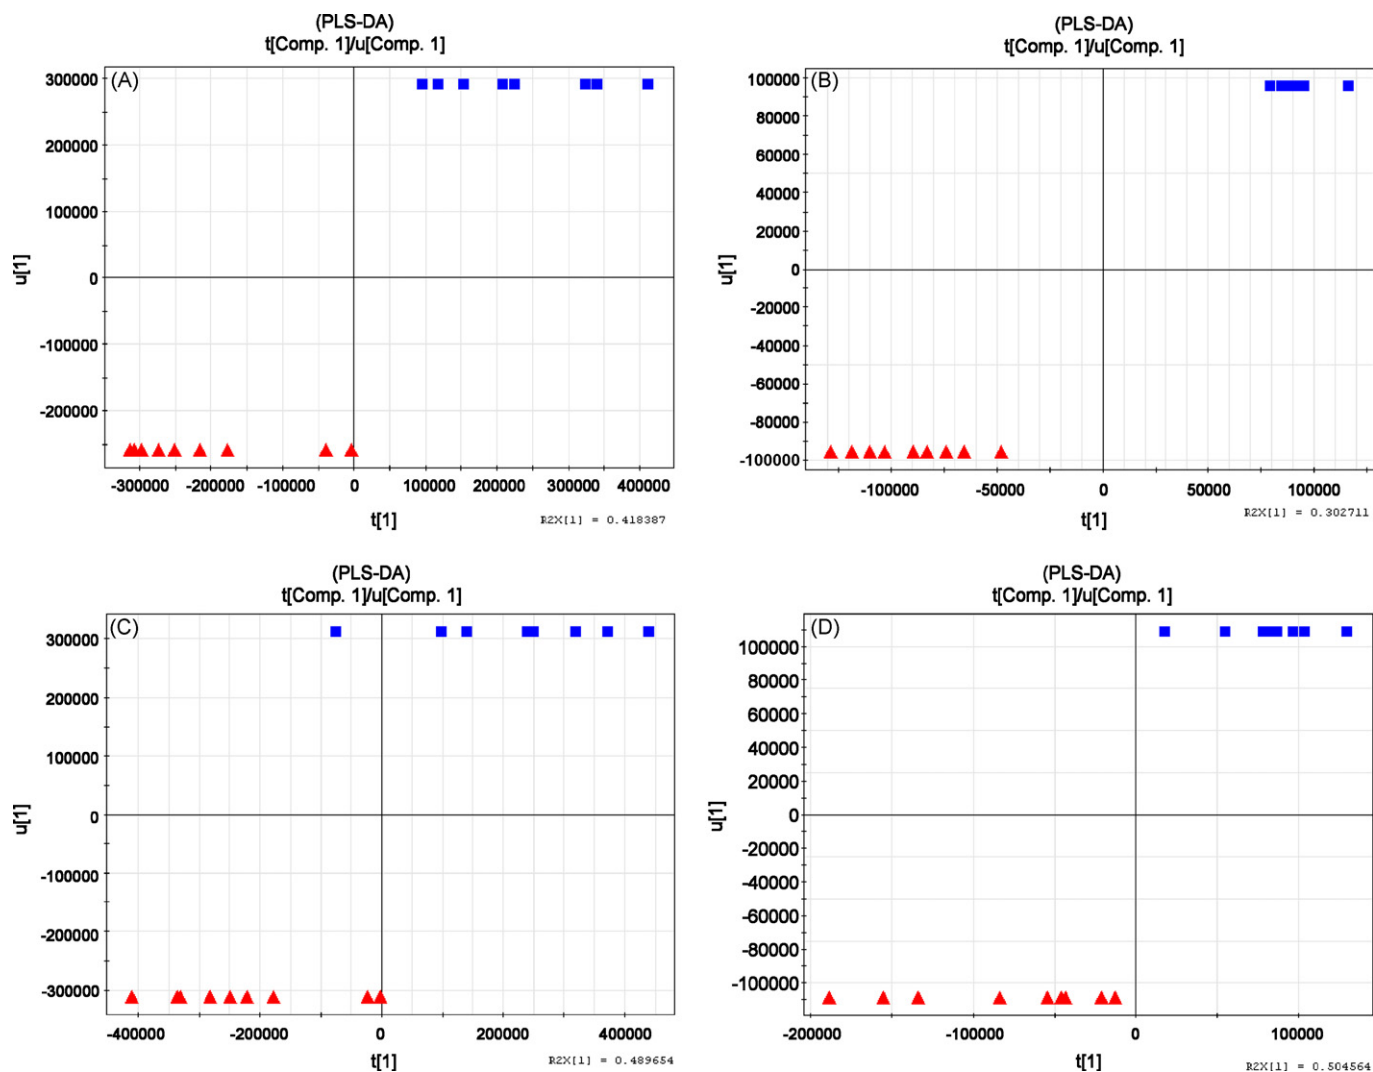 (PLS-DA)
t[Comp. 1]/u[Comp. 1]
(A)
300000
200000
100000
0
-100000
-200000
u[1]
-300000 -200000 -100000 0 100000 200000 300000 400000
t[1]
R2X[1] = 0.418387
(PLS-DA)
t[Comp. 1]/u[Comp. 1]
(B)
100000
80000
60000
40000
20000
0
-20000
-40000
-60000
-80000
-100000
u[1]
-100000 -50000 0 50000 100000
t[1]
R2X[1] = 0.302711
(PLS-DA)
t[Comp. 1]/u[Comp. 1]
(C)
300000
200000
100000
0
-100000
-200000
-300000
u[1]
-400000 -200000 0 200000 400000
t[1]
R2X[1] = 0.489654
(PLS-DA)
t[Comp. 1]/u[Comp. 1]
(D)
100000
80000
60000
40000
20000
0
-20000
-40000
-60000
-80000
-100000
u[1]
-200000 -100000 0 100000
t[1]
R2X[1] = 0.504564